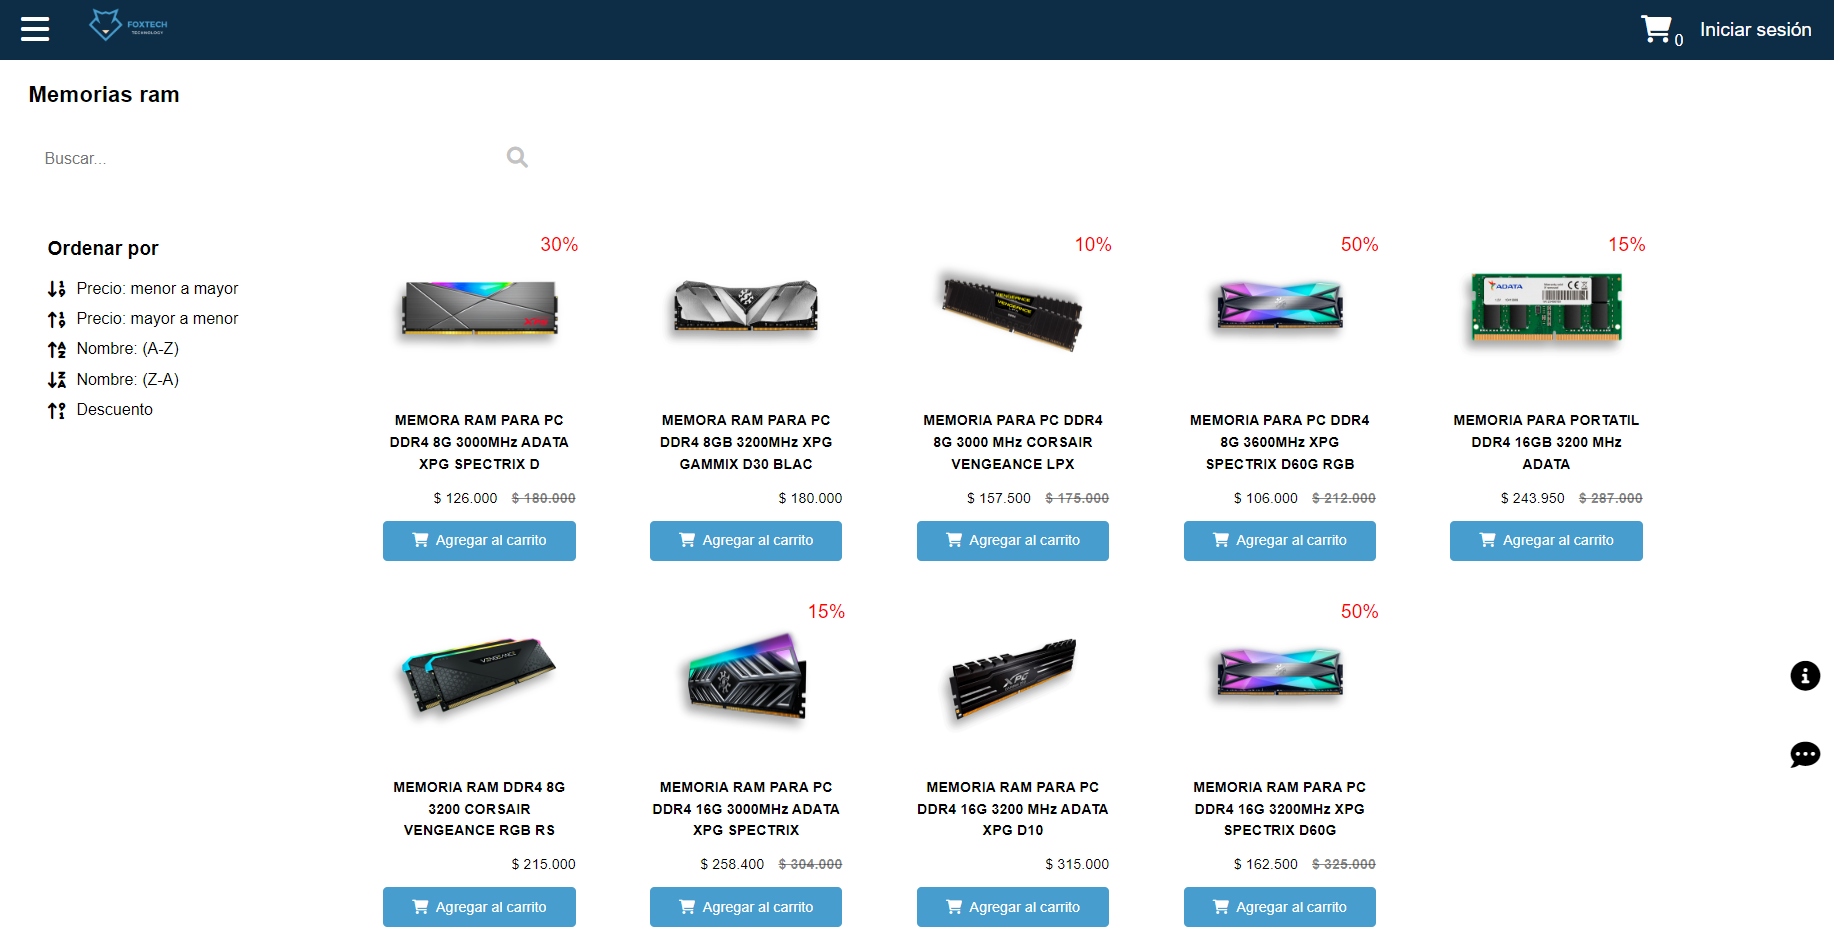 FOXTECH
TECHNOLOGY
0
Iniciar sesión
Memorias ram
Buscar...
Ordenar por
Precio: menor a mayor
Precio: mayor a menor
Nombre: (A-Z)
Nombre: (Z-A)
Descuento
30%
XPG
MEMORA RAM PARA PC
DDR4 8G 3000MHz ADATA
XPG SPECTRIX D
$ 126.000 $ 180.000
Agregar al carrito
MEMORA RAM PARA PC
DDR4 8GB 3200MHz XPG
GAMMIX D30 BLAC
$ 180.000
Agregar al carrito
10%
VENGEANCE
VENGEANCE
MEMORIA PARA PC DDR4
8G 3000 MHz CORSAIR
VENGEANCE LPX
$ 157.500 $ 175.000
Agregar al carrito
50%
MEMORIA PARA PC DDR4
8G 3600MHz XPG
SPECTRIX D60G RGB
$ 106.000 $ 212.000
Agregar al carrito
15%
ADATA
MEMORIA PARA PORTATIL
DDR4 16GB 3200 MHz
ADATA
$ 243.950 $ 287.000
Agregar al carrito
VENGEANCE
MEMORIA RAM DDR4 8G
3200 CORSAIR
VENGEANCE RGB RS
$ 215.000
Agregar al carrito
15%
MEMORIA RAM PARA PC
DDR4 16G 3000MHz ADATA
XPG SPECTRIX
$ 258.400 $ 304.000
Agregar al carrito
XPG
MEMORIA RAM PARA PC
DDR4 16G 3200 MHz ADATA
XPG D10
$ 315.000
Agregar al carrito
50%
MEMORIA RAM PARA PC
DDR4 16G 3200MHz XPG
SPECTRIX D60G
$ 162.500 $ 325.000
Agregar al carrito